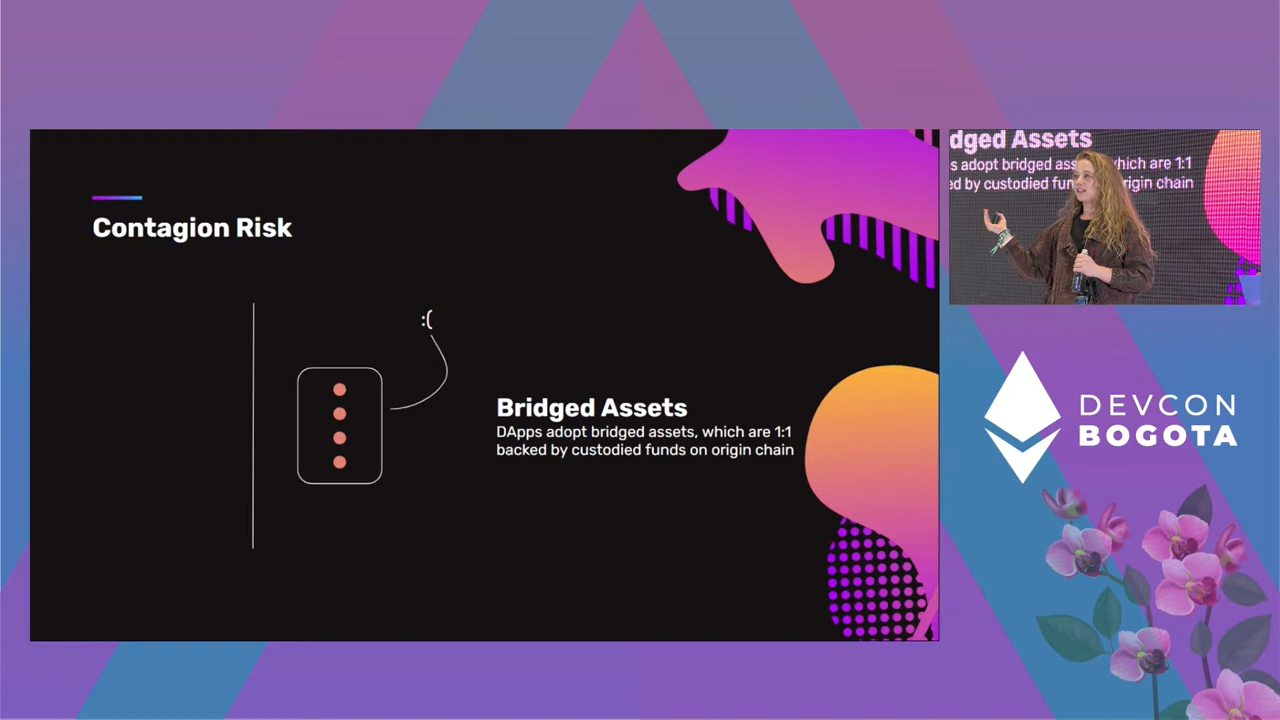 Contagion Risk
:(
Bridged Assets
DApps adopt bridged assets, which are 1:1
backed by custodied funds on origin chain
dged Assets
s adopt bridged ass which are 1:1
ed by custodied fun rigin chain
DEVCON
BOGOTA